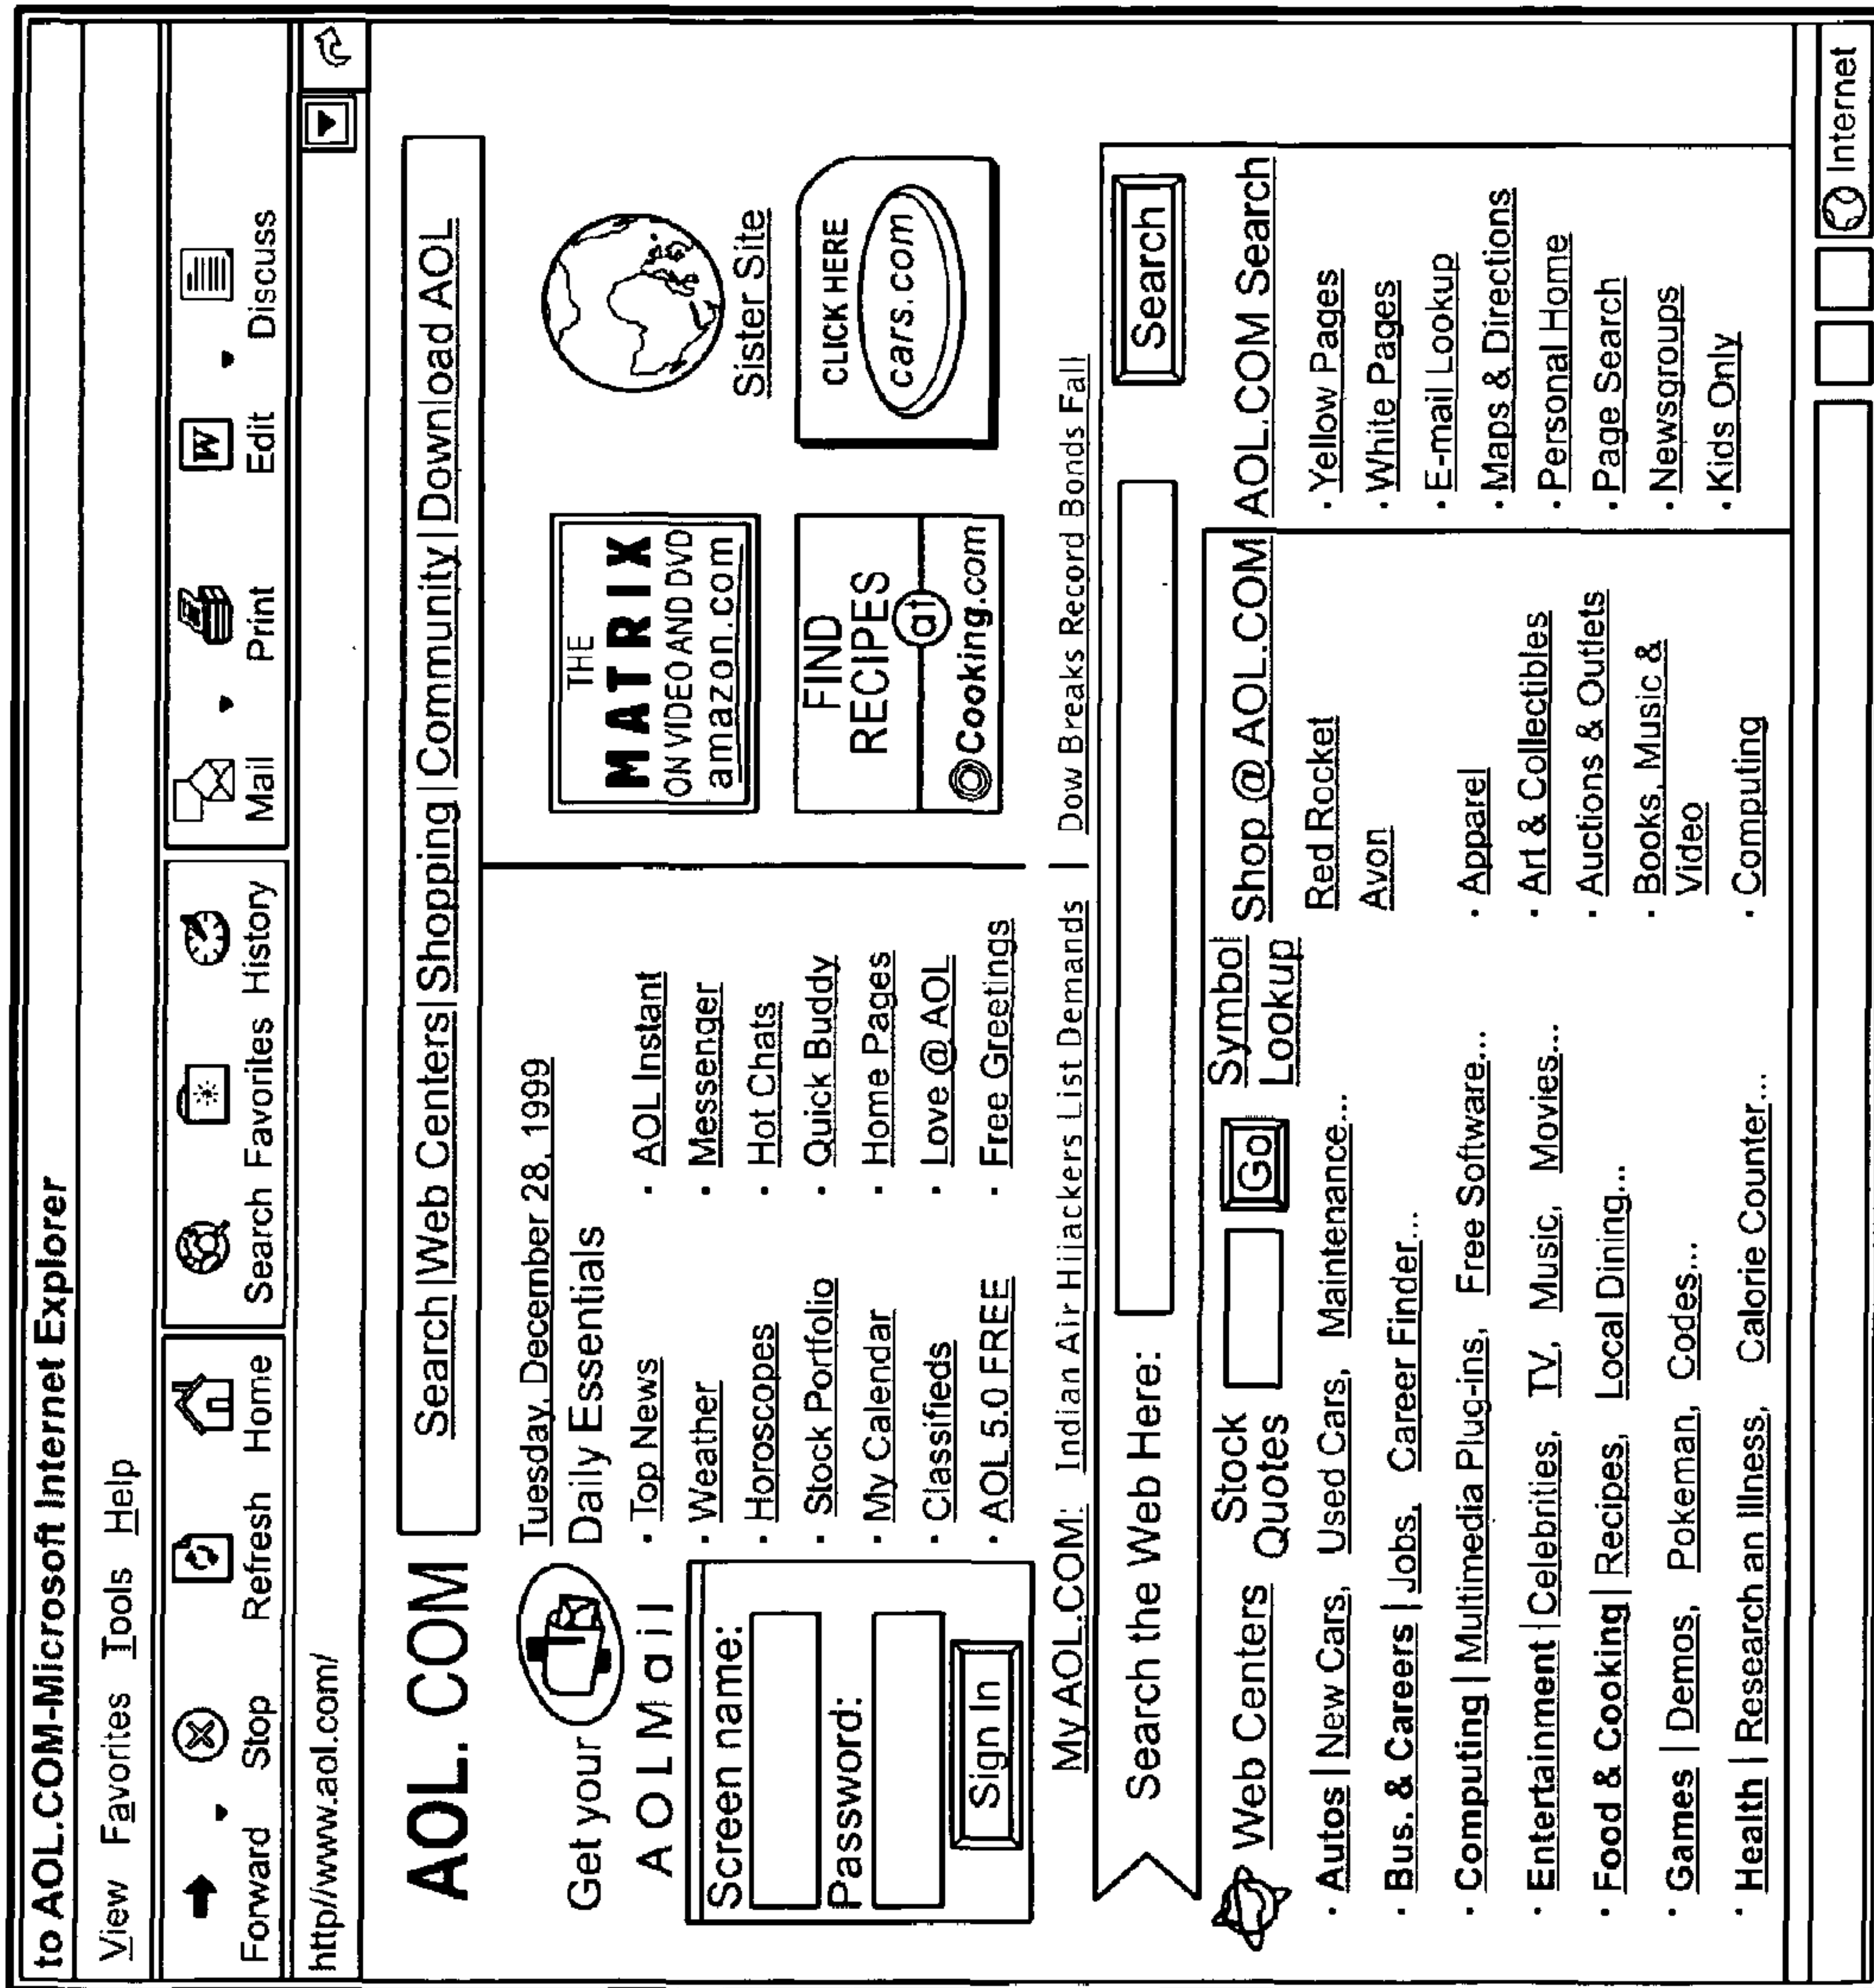 to AOL.COM-Microsoft Internet Explorer
View Favorites Tools Help
Forward Stop Refresh Home Search Favorites History Mail Print Edit Discuss
http//www.aol.com/
AOL. COM
Search|Web Centers|Shopping|Community|Download AOL
Get your
AOLMail
Screen name:
Password:
Sign In
Tuesday, December 28, 1999
Daily Essentials
· Top News
· Weather
· Horoscopes
· Stock Portfolio
· My Calendar
· Classifieds
· AOL 5.0 FREE
· AOL Instant
· Messenger
· Hot Chats
· Quick Buddy
· Home Pages
· Love @ AOL
· Free Greetings
THE
MATRIX
ON VIDEO AND DVD
amazon.com
Sister Site
FIND
RECIPES
at
Cooking.com
CLICK HERE
cars.com
My AOL.COM: Indian Air Hijackers List Demands | Dow Breaks Record Bonds Fall
Search the Web Here:
Search
Web Centers
Stock
Quotes
Go
Symbol
Lookup
· Autos | New Cars, Used Cars, Maintenance...
· Bus. & Careers | Jobs, Career Finder...
· Computing | Multimedia Plug-ins, Free Software...
· Entertainment | Celebrities, TV, Music, Movies...
· Food & Cooking | Recipes, Local Dining...
· Games | Demos, Pokeman, Codes...
· Health | Research an illness, Calorie Counter...
Shop @ AOL.COM
Red Rocket
Avon
· Apparel
· Art & Collectibles
· Auctions & Outlets
· Books, Music &
Video
· Computing
AOL.COM Search
· Yellow Pages
· White Pages
· E-mail Lookup
· Maps & Directions
· Personal Home
· Page Search
· Newsgroups
· Kids Only
Internet